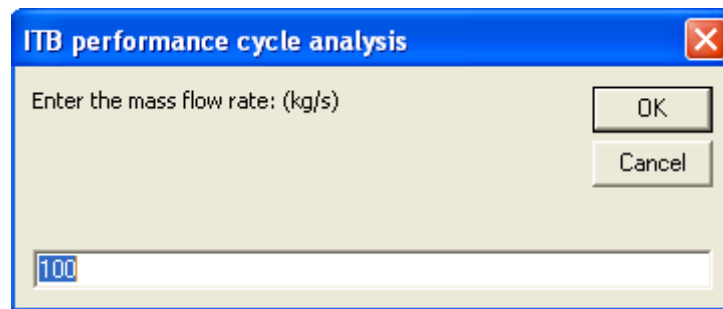 ITB performance cycle analysis
Enter the mass flow rate: (kg/s)
OK
Cancel
100